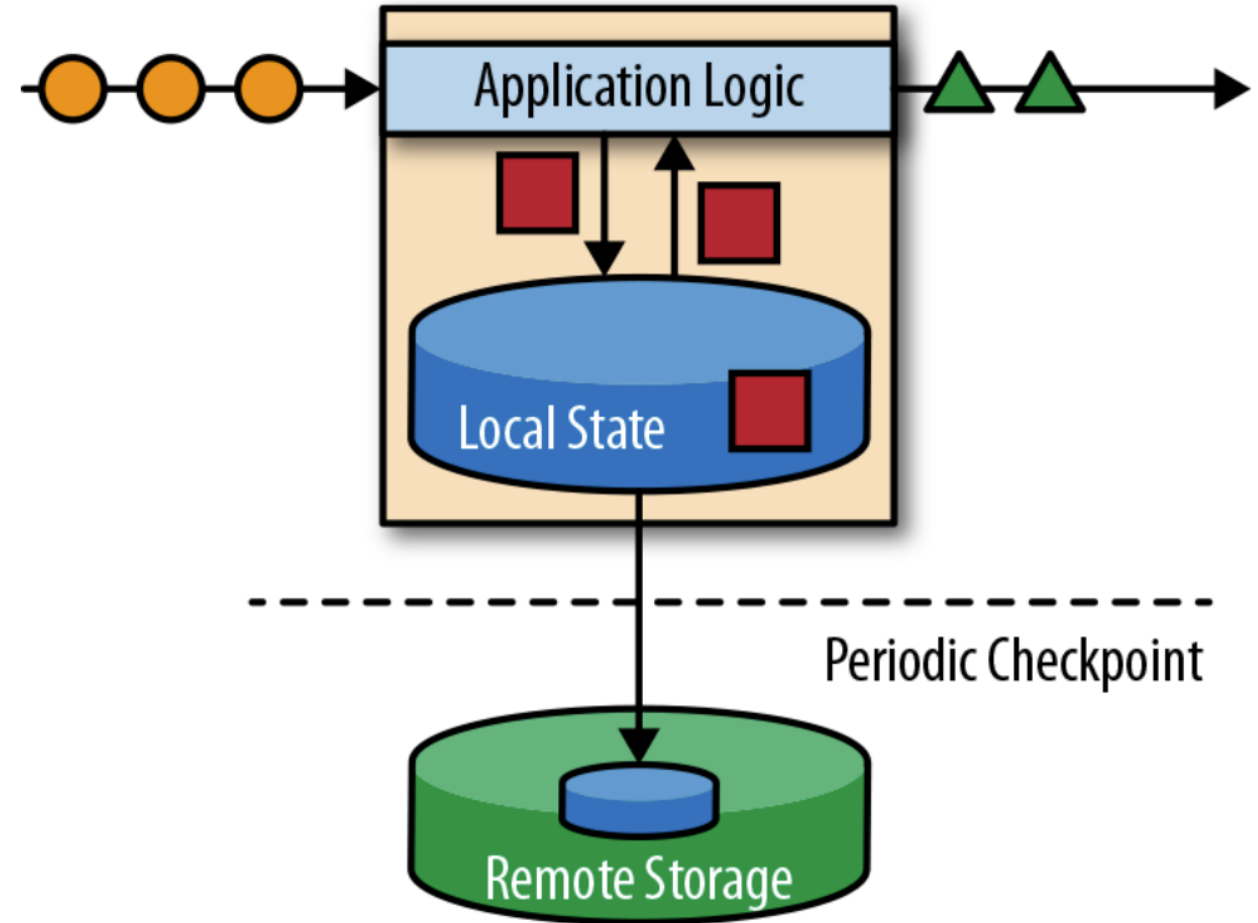 Application Logic
Local State
Periodic Checkpoint
Remote Storage